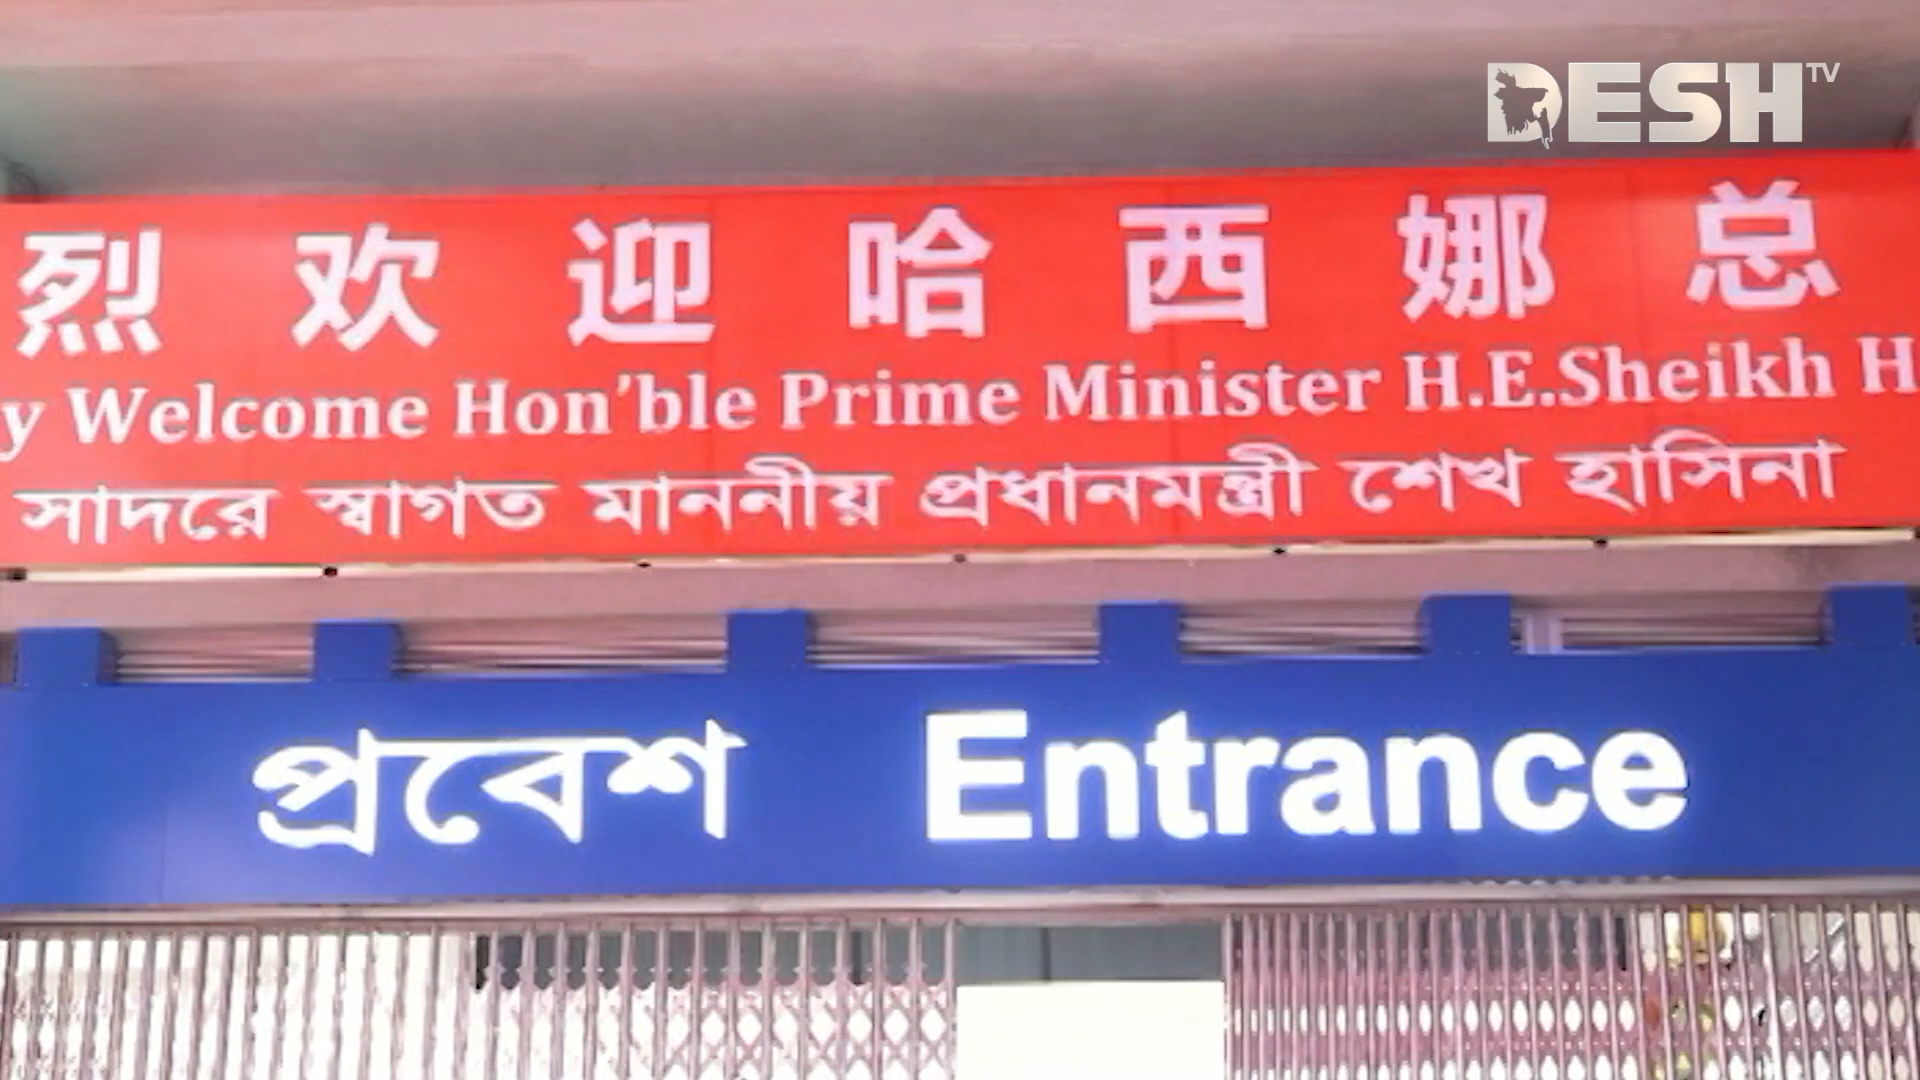 DESH TV
烈欢迎哈西娜总
y Welcome Hon'ble Prime Minister H.E.Sheikh H
সাদরে স্বাগত মাননীয় প্রধানমন্ত্রী শেখ হাসিনা
প্রবেশ Entrance